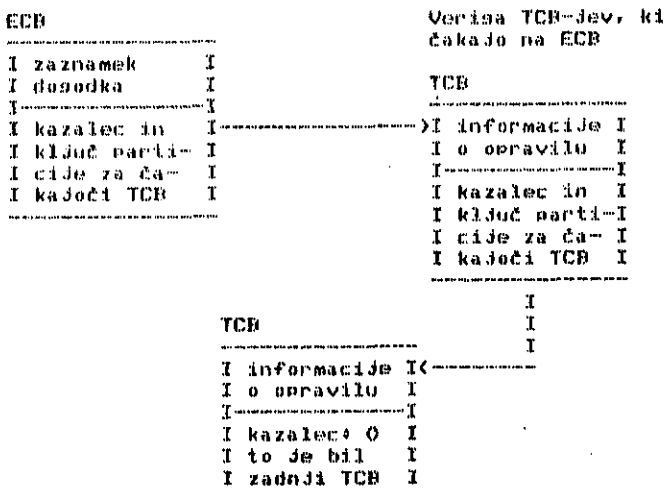 ECB
Veriga TCB-jev, ki
čakajo na ECB
I zaznamek I
I dogodka I
I kazalec in I
I ključ parti- I
I cije za ča- I
I kajoči TCB I
TCB
>I informacije I
I o opravilu I
I kazalec in I
I ključ parti-I
I cije za ča- I
I kajoči TCB I
I
I
I
TCB
I informacije I<
I o opravilu I
I kazalec: 0 I
I to je bil I
I zadnji TCB I